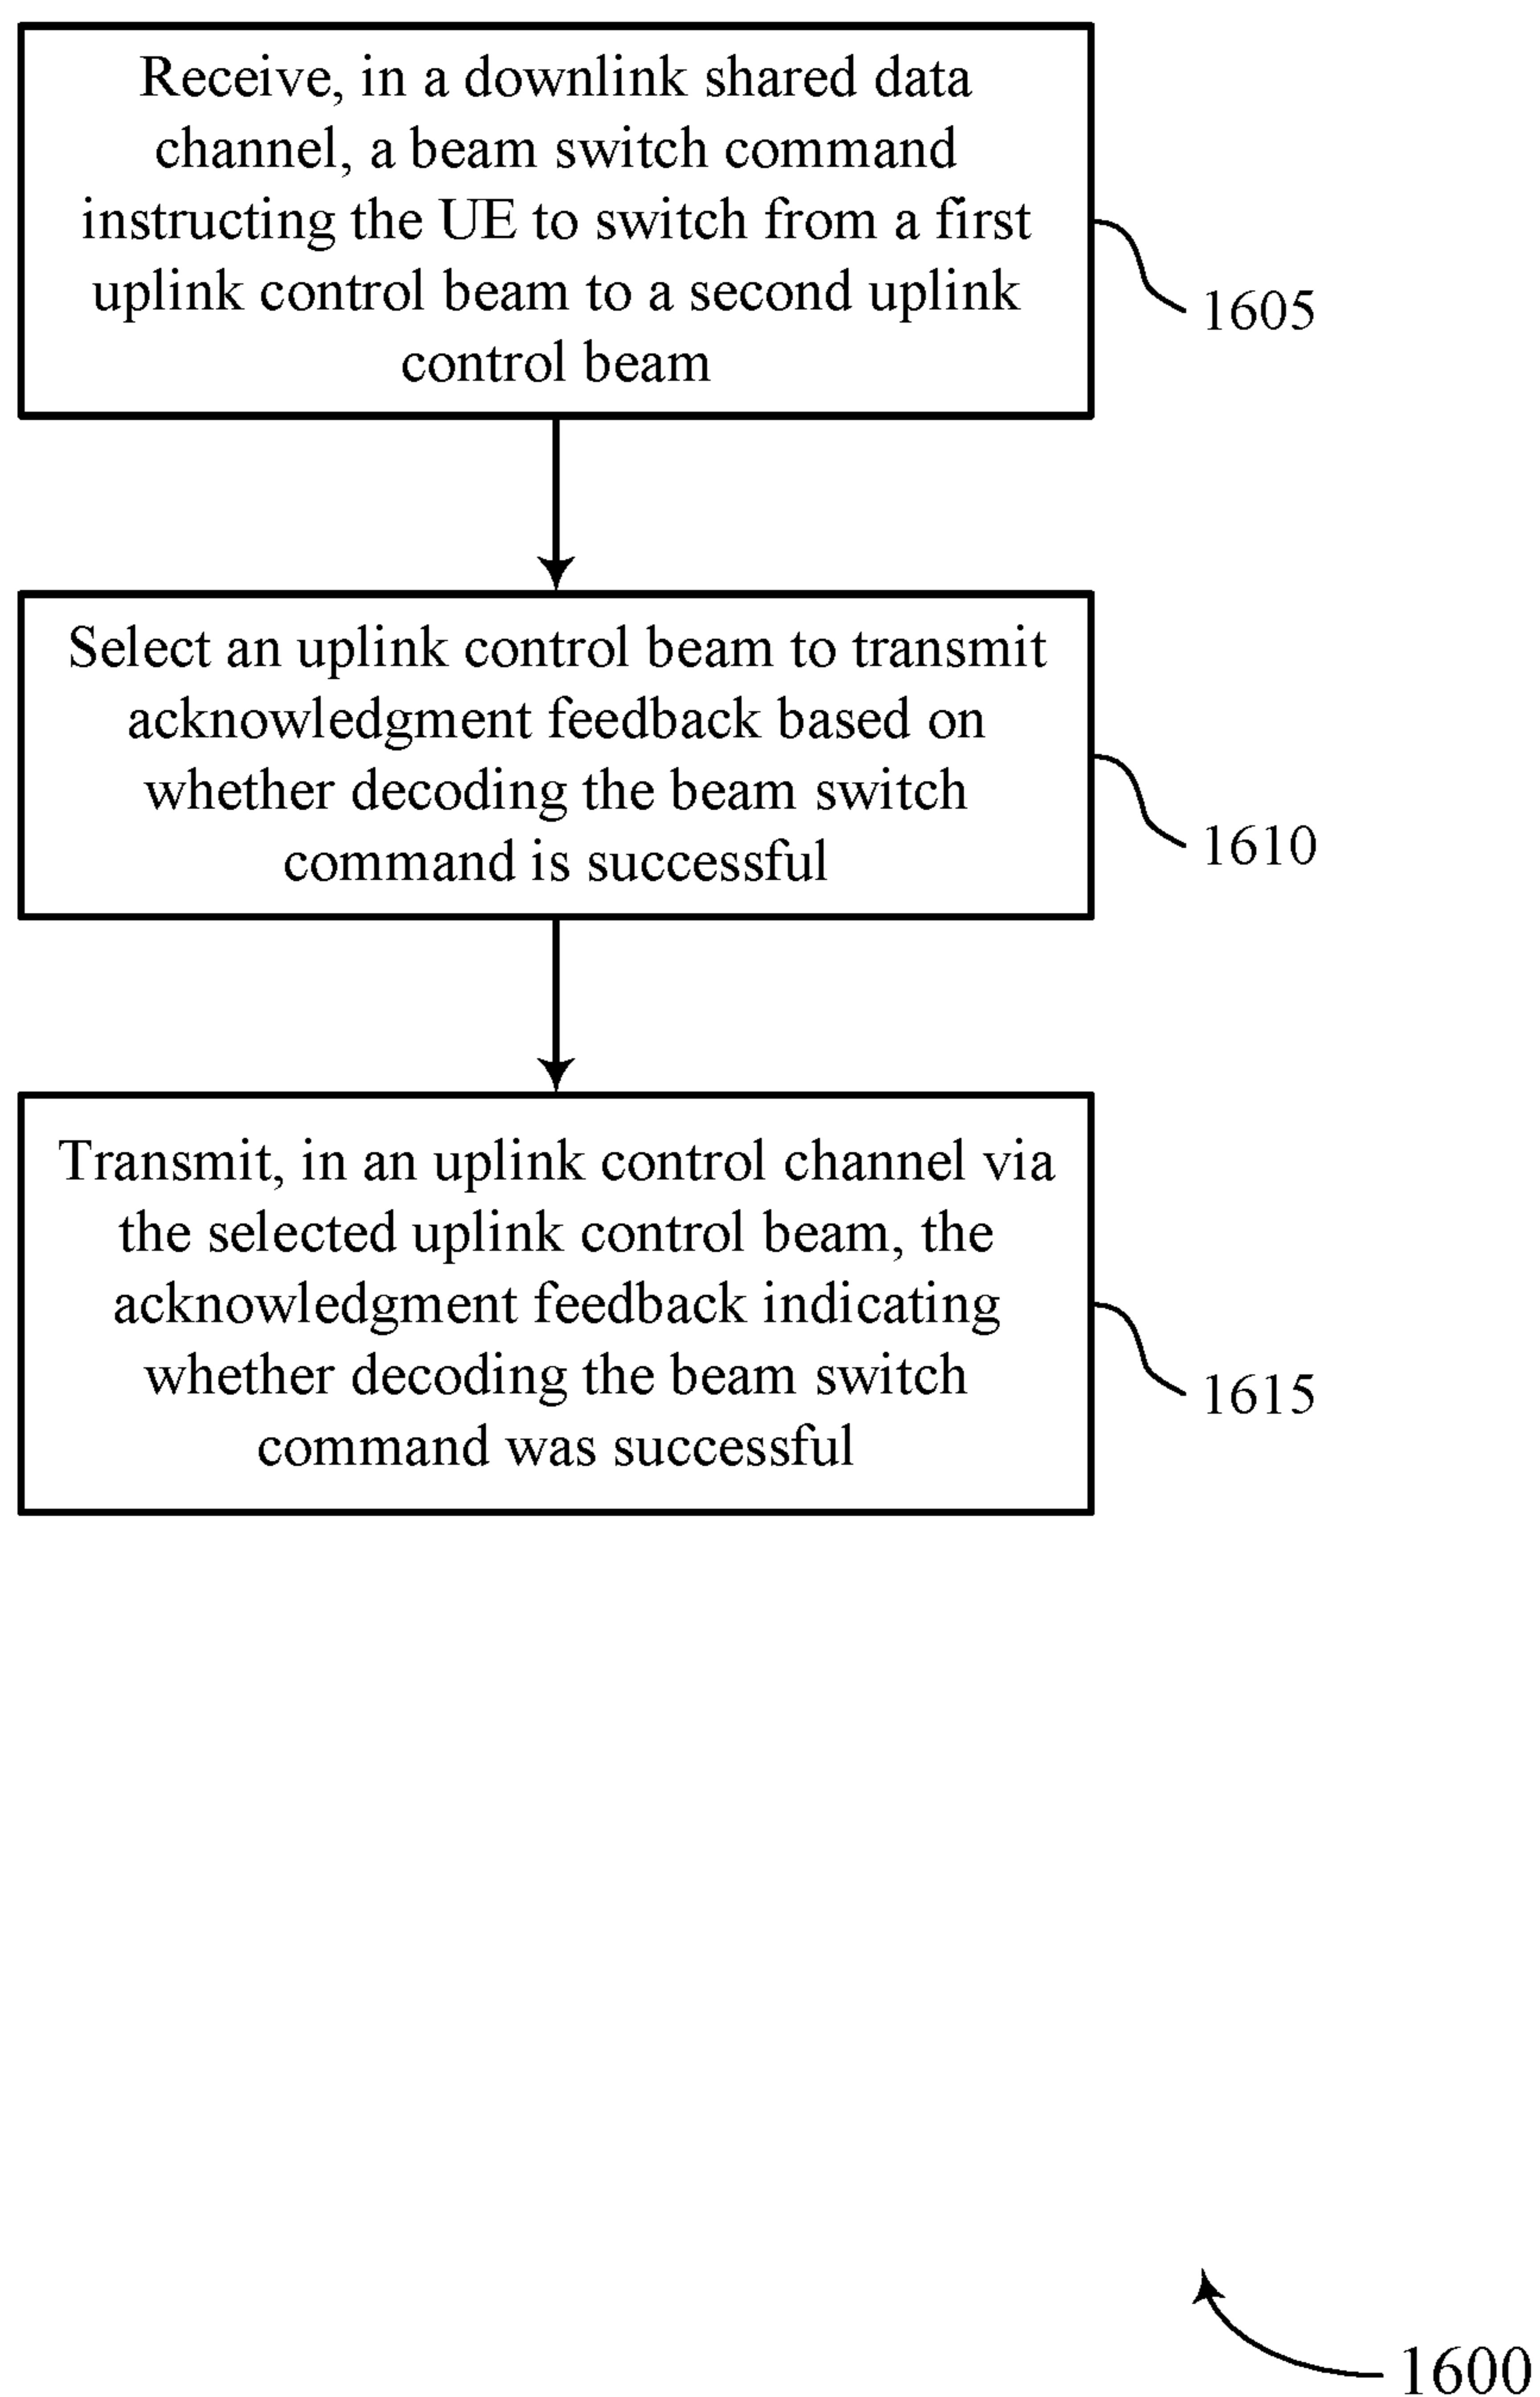 Receive, in a downlink shared data
channel, a beam switch command
instructing the UE to switch from a first
uplink control beam to a second uplink
control beam
1605
Select an uplink control beam to transmit
acknowledgment feedback based on
whether decoding the beam switch
command is successful
1610
Transmit, in an uplink control channel via
the selected uplink control beam, the
acknowledgment feedback indicating
whether decoding the beam switch
command was successful
1615
1600